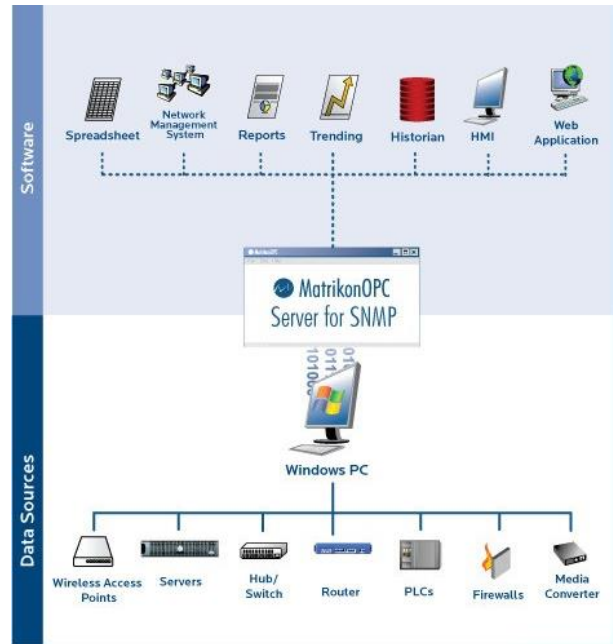 Software
Spreadsheet
Network
Management
System
Reports
Trending
Historian
HMI
Web
Application
MatrikonOPC
MatrikonOPC
Server for SNMP
Windows PC
Data Sources
Wireless Access
Points
Servers
Hub/
Switch
Router
PLCs
Firewalls
Media
Converter